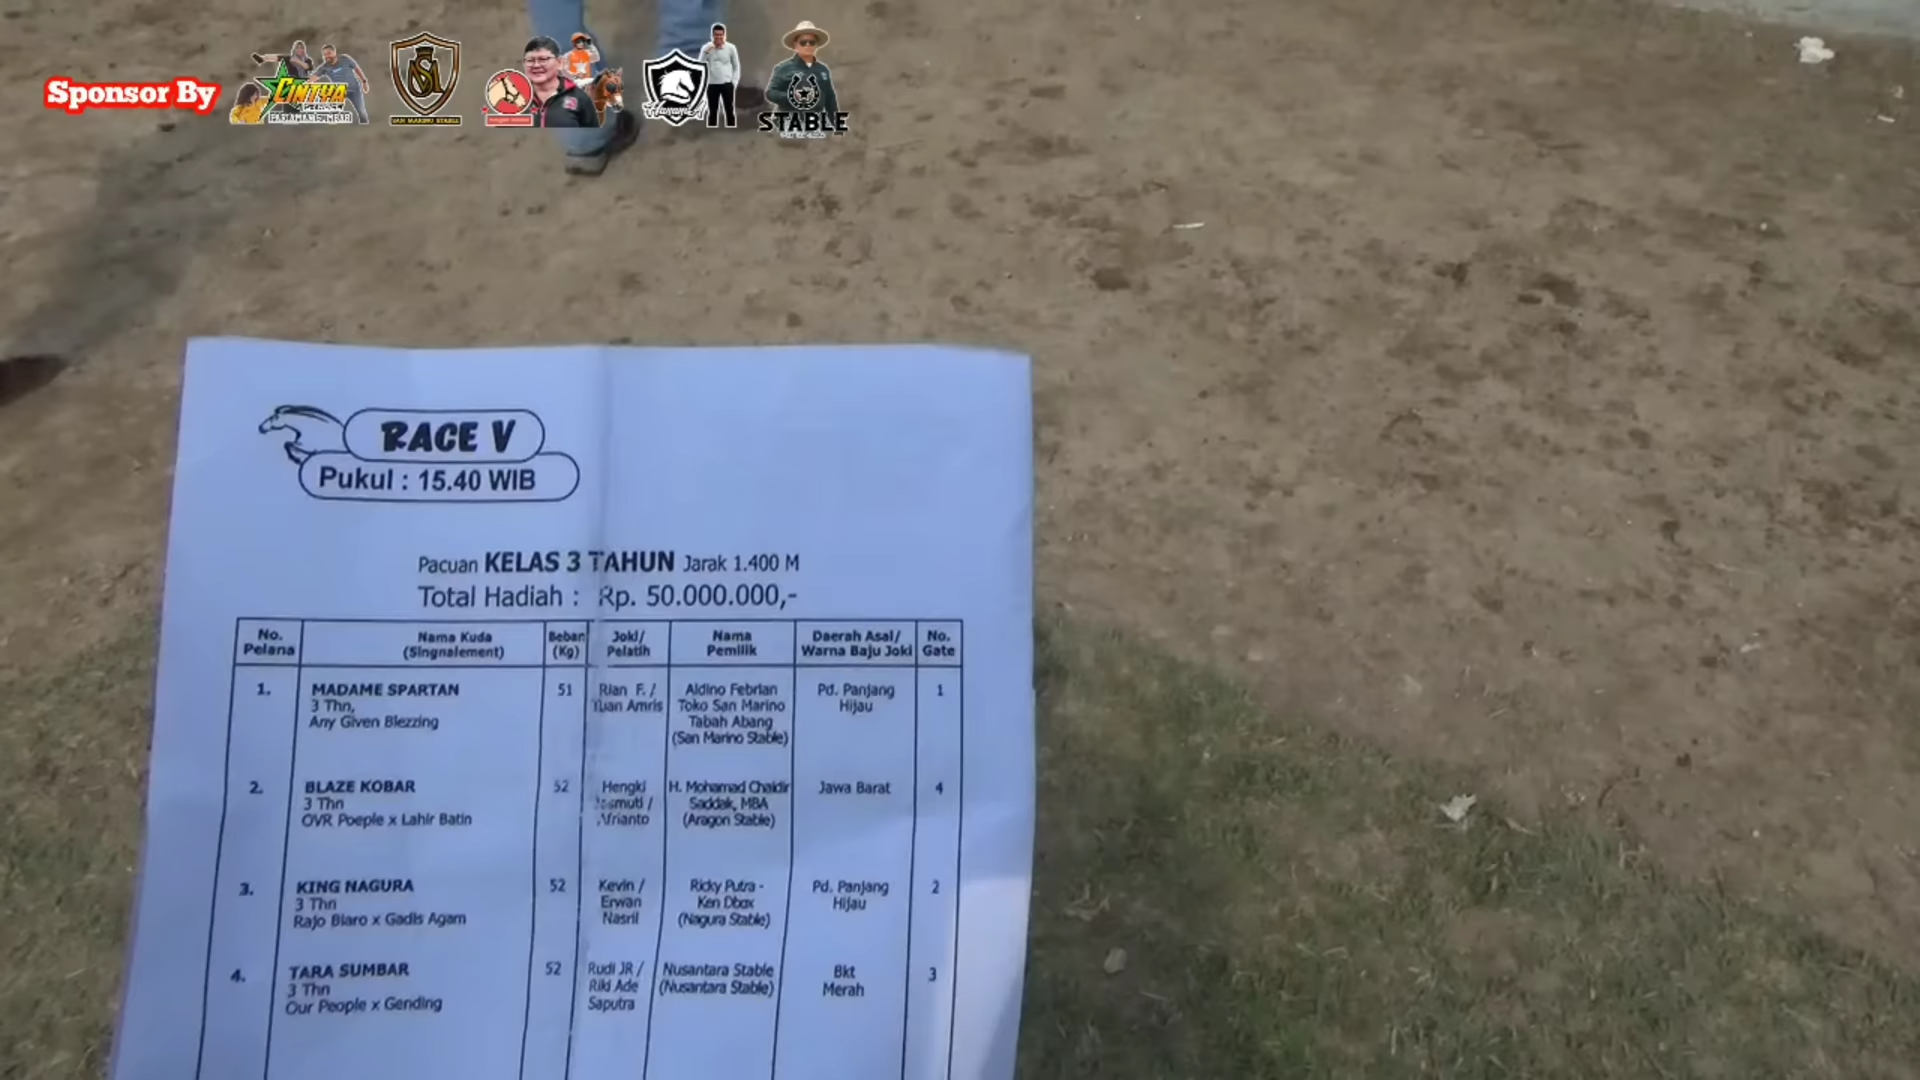 Sponsor By
CINTHA
PARIAMAN TIMUR
SAN MARINO STABLE
STABLE
RACE V
Pukul : 15.40 WIB
Pacuan KELAS 3 TAHUN Jarak 1.400 M
Total Hadiah : Rp. 50.000.000,-
No. Pelana Nama Kuda (Singnalement) Beban (Kg) Joki/ Pelatih Nama Pemilik Daerah Asal/ Warna Baju Joki No. Gate
1. MADAME SPARTAN 51 Rian F. / Aldino Febrian Pd. Panjang 1
3 Thn, Tuan Amris Toko San Marino Hijau
Any Given Blezzing Tabah Abang
(San Marino Stable)
2. BLAZE KOBAR 52 Hengki H. Mohamad Chaidir Jawa Barat 4
3 Thn Saddak, MBA
OVR Poeple x Lahir Batin (Aragon Stable)
3. KING NAGURA 52 Kevin / Ricky Putra - Pd. Panjang 2
3 Thn Erwan Ken Dbox Hijau
Rajo Biaro x Gadis Agam Nasril (Nagura Stable)
4. TARA SUMBAR 52 Rudi JR / Nusantara Stable Bkt 3
3 Thn Riki Ade (Nusantara Stable) Merah
Our People x Gending Saputra